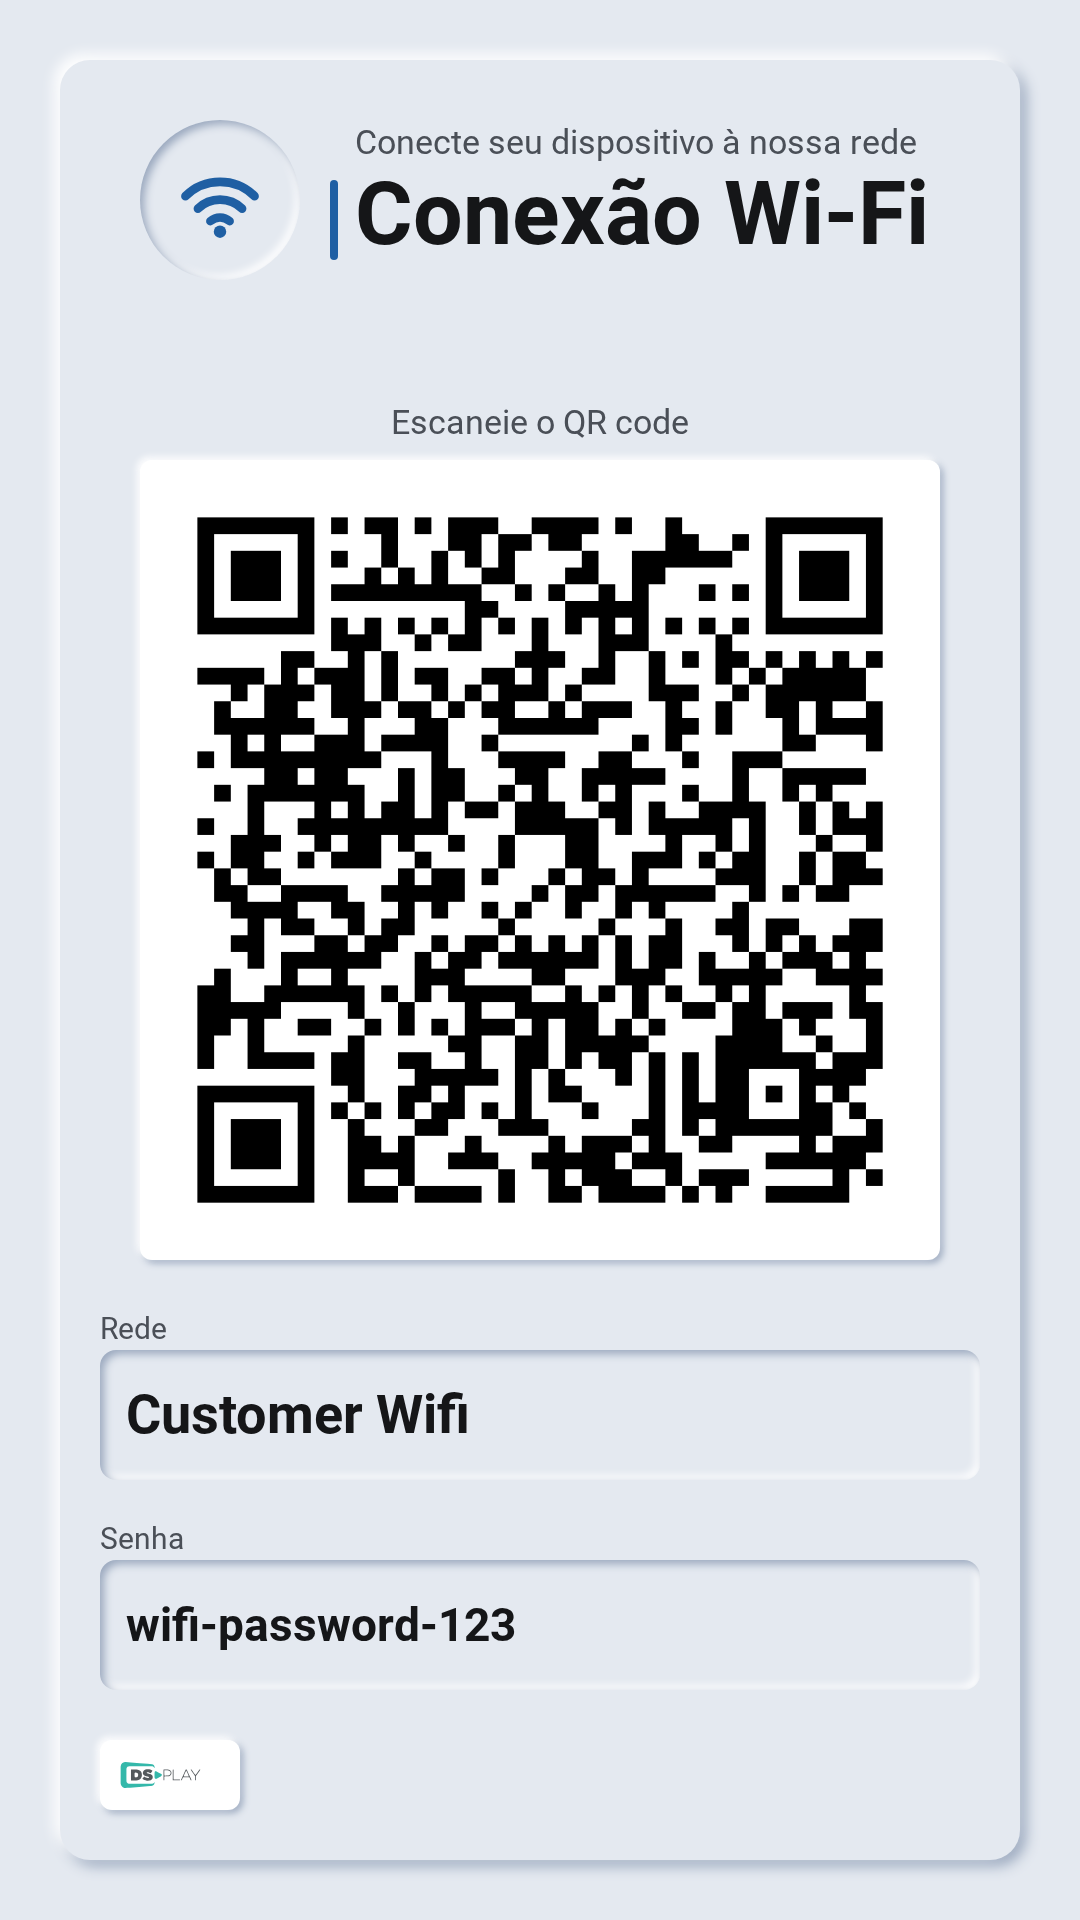 Conecte seu dispositivo à nossa rede
Conexão Wi-Fi
Escaneie o QR code
Rede
Customer Wifi
Senha
wifi-password-123
DS PLAY